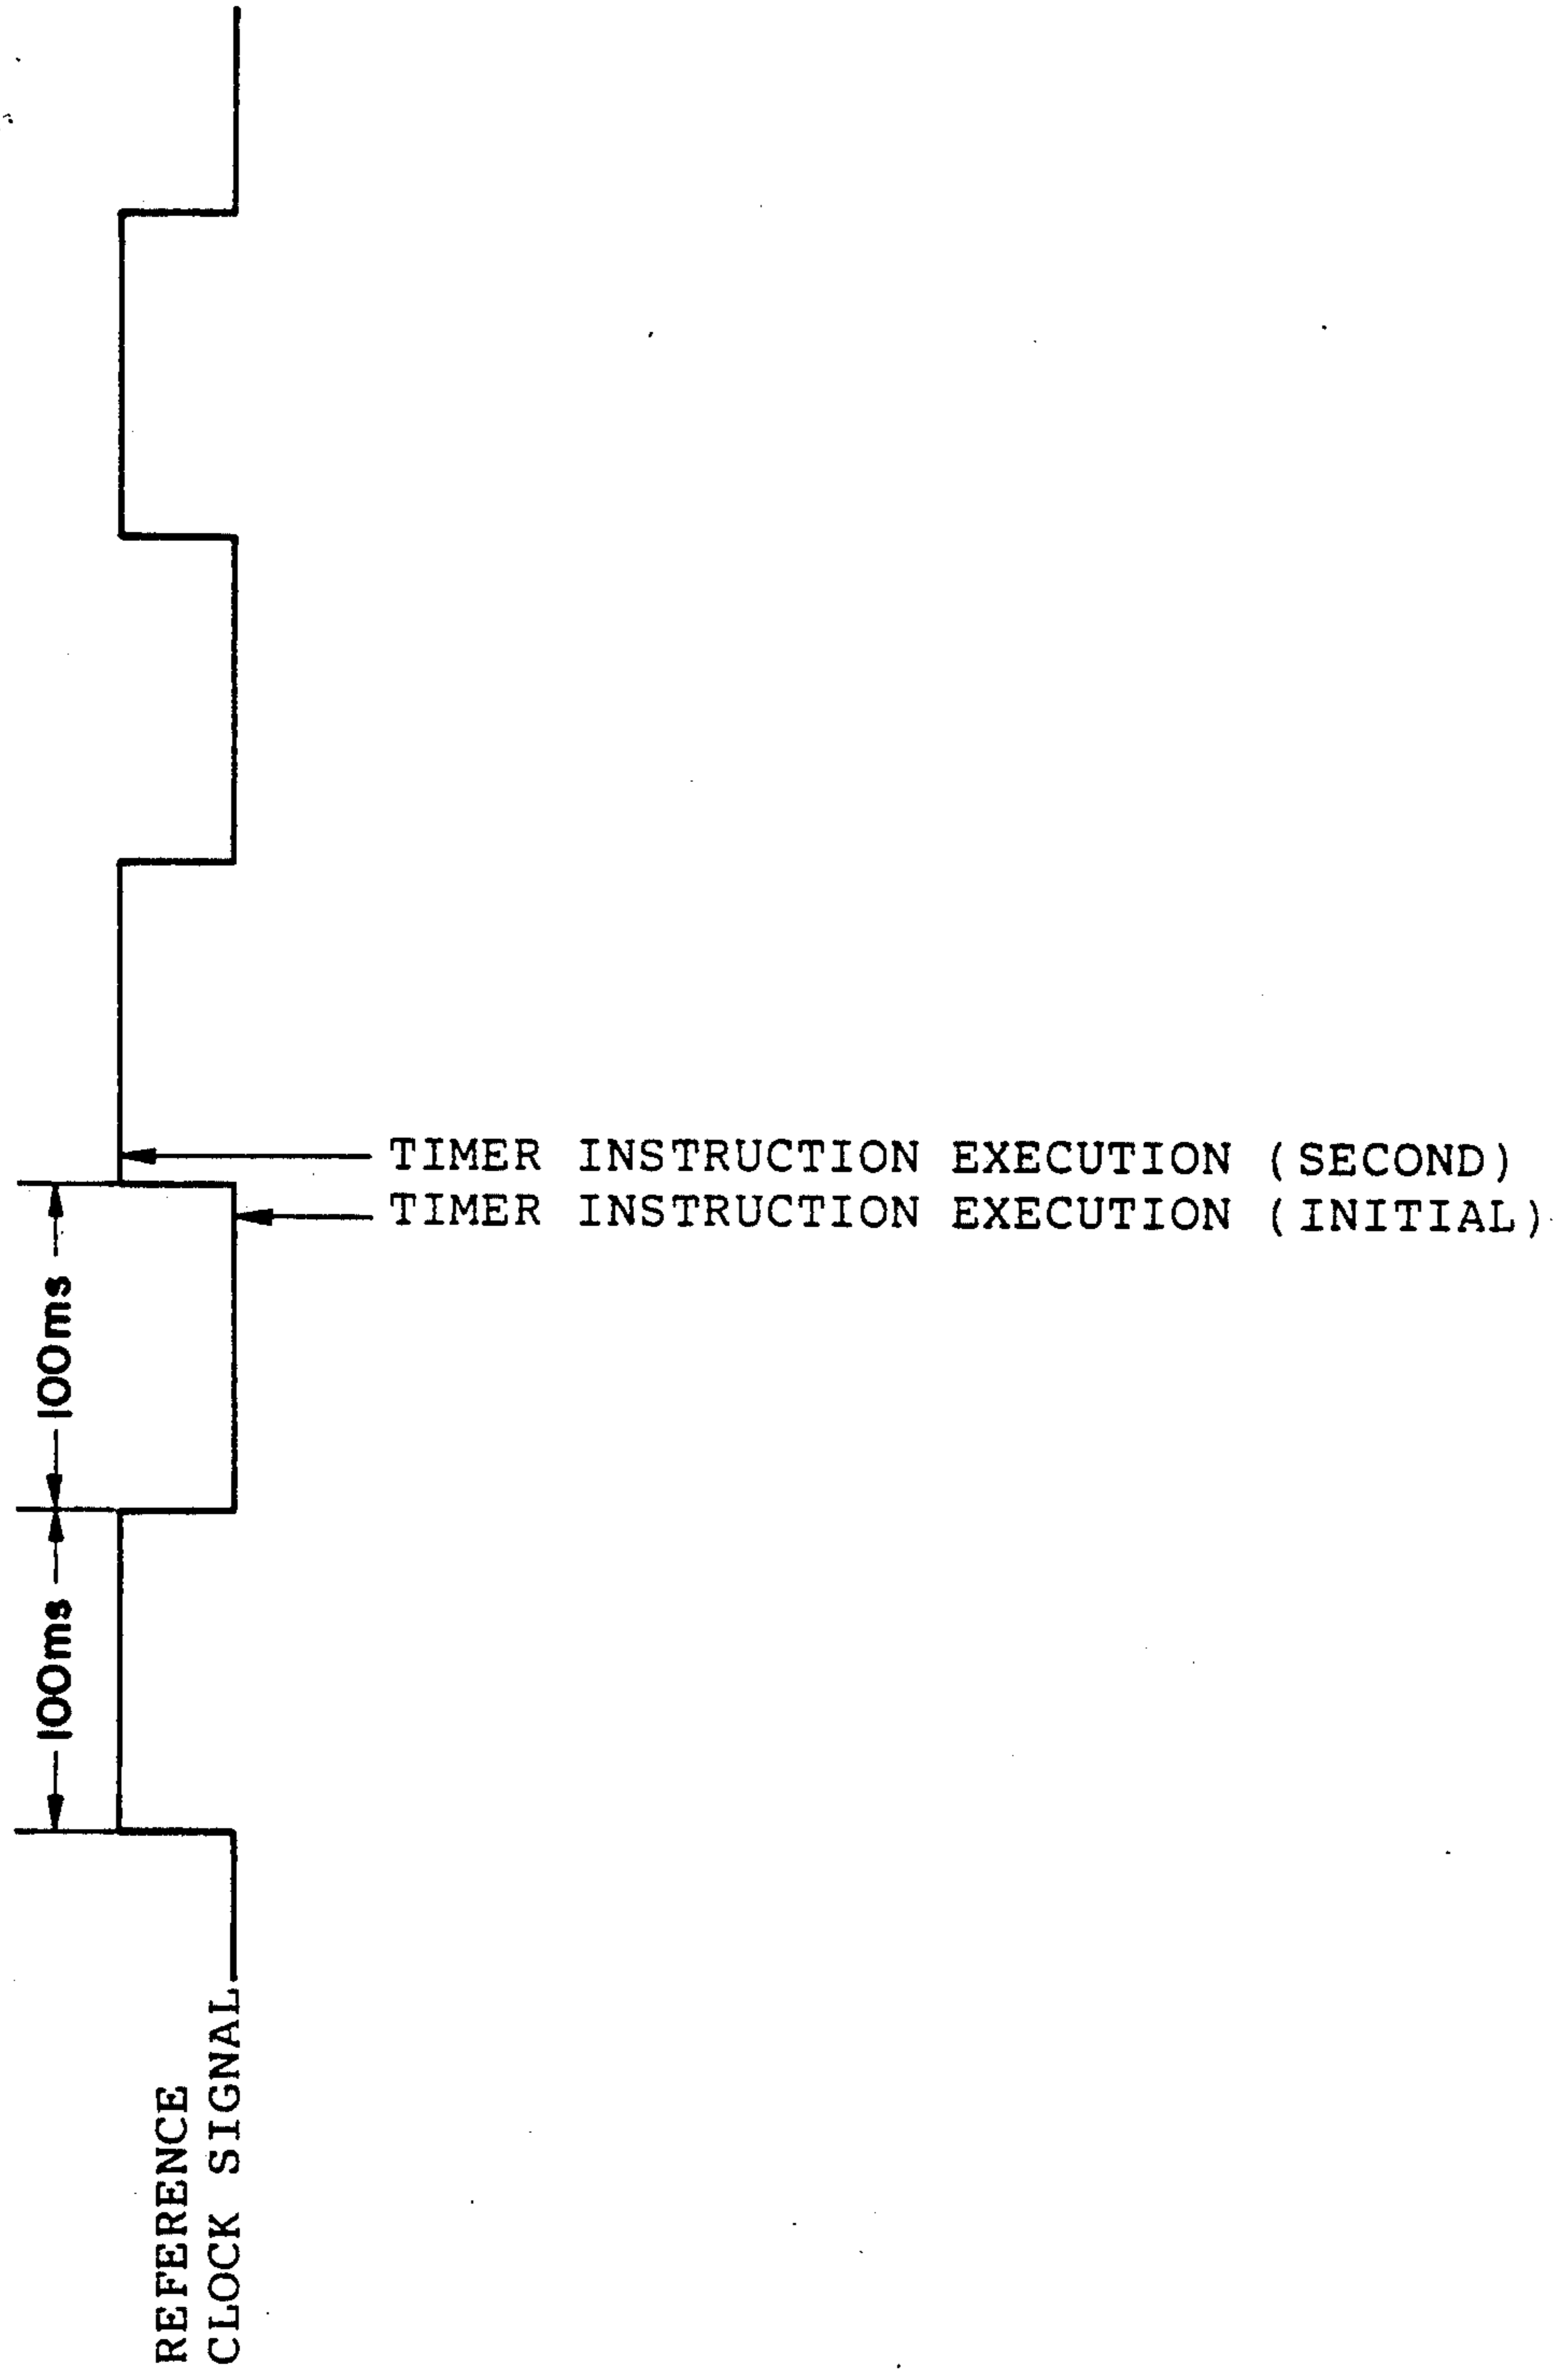 REFERENCE
CLOCK SIGNAL
100ms
100ms
TIMER INSTRUCTION EXECUTION (INITIAL)
TIMER INSTRUCTION EXECUTION (SECOND)